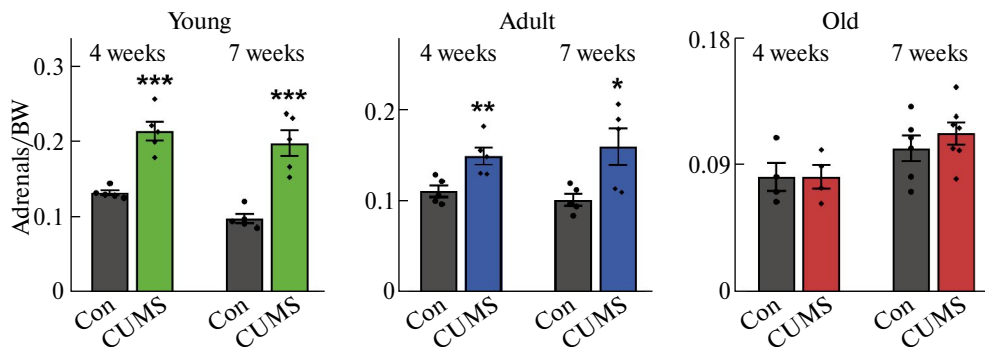 Young
Adult
Old
4 weeks
7 weeks
4 weeks
7 weeks
4 weeks
7 weeks
Adrenals/BW
0.3
0.2
0.1
0
***
***
0.2
0.1
0
**
*
0.18
0.09
0
Con
CUMS
Con
CUMS
Con
CUMS
Con
CUMS
Con
CUMS
Con
CUMS